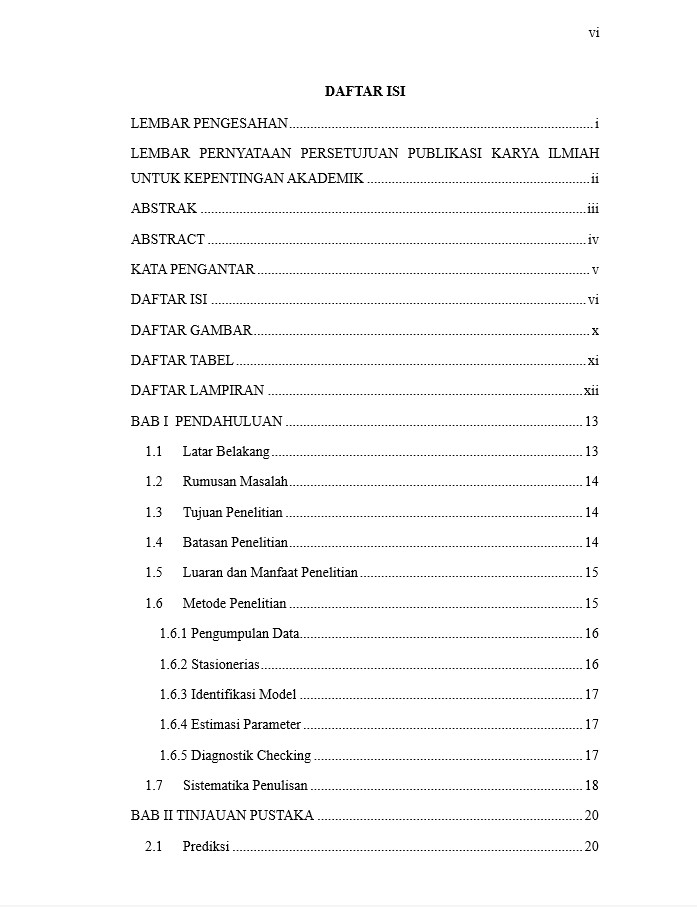 vi
DAFTAR ISI
LEMBAR PENGESAHAN.....i
LEMBAR PERNYATAAN PERSETUJUAN PUBLIKASI KARYA ILMIAH
UNTUK KEPENTINGAN AKADEMIK.....ii
ABSTRAK.....iii
ABSTRACT.....iv
KATA PENGANTAR.....v
DAFTAR ISI.....vi
DAFTAR GAMBAR.....x
DAFTAR TABEL.....xi
DAFTAR LAMPIRAN.....xii
BAB I PENDAHULUAN.....13
1.1 Latar Belakang.....13
1.2 Rumusan Masalah.....14
1.3 Tujuan Penelitian.....14
1.4 Batasan Penelitian.....14
1.5 Luaran dan Manfaat Penelitian.....15
1.6 Metode Penelitian.....15
1.6.1 Pengumpulan Data.....16
1.6.2 Stasionerias.....16
1.6.3 Identifikasi Model.....17
1.6.4 Estimasi Parameter.....17
1.6.5 Diagnostik Checking.....17
1.7 Sistematika Penulisan.....18
BAB II TINJAUAN PUSTAKA.....20
2.1 Prediksi.....20